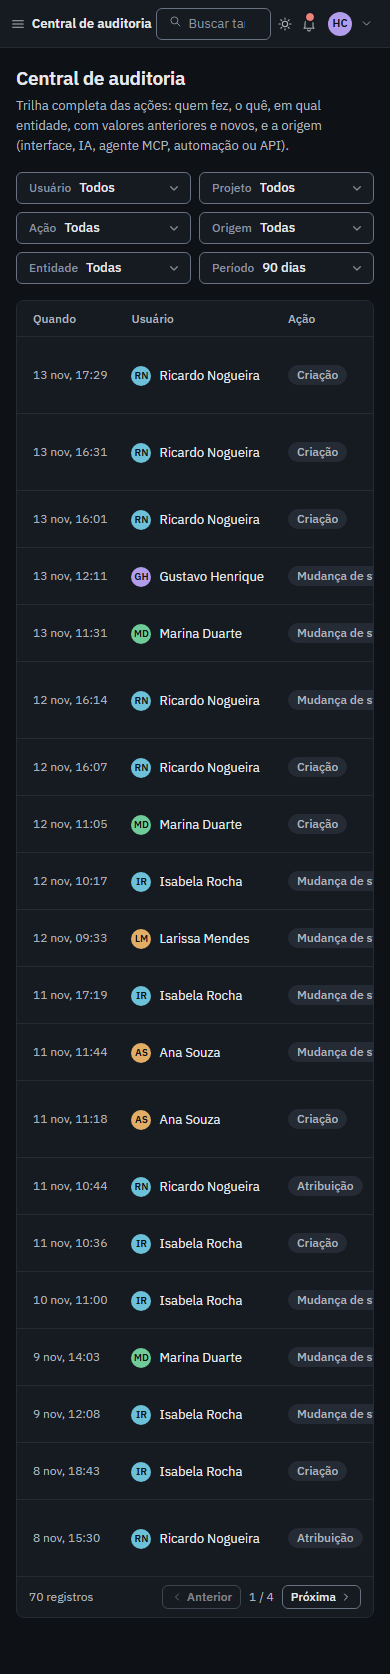 Central de auditoria
Buscar ta
HC
Central de auditoria
Trilha completa das ações: quem fez, o quê, em qual
entidade, com valores anteriores e novos, e a origem
(interface, IA, agente MCP, automação ou API).
Usuário Todos
Projeto Todos
Ação Todas
Origem Todas
Entidade Todas
Período 90 dias
Quando Usuário Ação
13 nov, 17:29 RN Ricardo Nogueira Criação
13 nov, 16:31 RN Ricardo Nogueira Criação
13 nov, 16:01 RN Ricardo Nogueira Criação
13 nov, 12:11 GH Gustavo Henrique Mudança de s
13 nov, 11:31 MD Marina Duarte Mudança de s
12 nov, 16:14 RN Ricardo Nogueira Mudança de s
12 nov, 16:07 RN Ricardo Nogueira Criação
12 nov, 11:05 MD Marina Duarte Criação
12 nov, 10:17 IR Isabela Rocha Mudança de s
12 nov, 09:33 LM Larissa Mendes Mudança de s
11 nov, 17:19 IR Isabela Rocha Mudança de s
11 nov, 11:44 AS Ana Souza Mudança de s
11 nov, 11:18 AS Ana Souza Criação
11 nov, 10:44 RN Ricardo Nogueira Atribuição
11 nov, 10:36 IR Isabela Rocha Criação
10 nov, 11:00 IR Isabela Rocha Mudança de s
9 nov, 14:03 MD Marina Duarte Mudança de s
9 nov, 12:08 IR Isabela Rocha Mudança de s
8 nov, 18:43 IR Isabela Rocha Criação
8 nov, 15:30 RN Ricardo Nogueira Atribuição
70 registros Anterior 1 / 4 Próxima